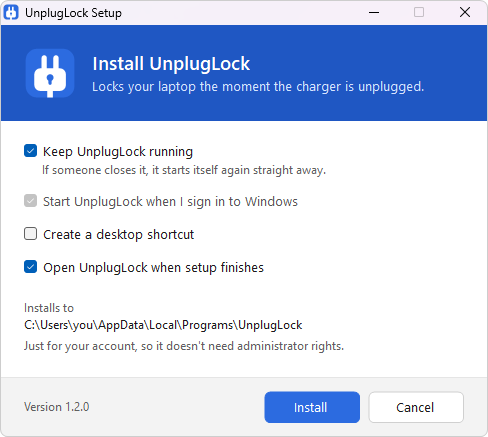 UnplugLock Setup
Install UnplugLock
Locks your laptop the moment the charger is unplugged.
Keep UnplugLock running
If someone closes it, it starts itself again straight away.
Start UnplugLock when I sign in to Windows
Create a desktop shortcut
Open UnplugLock when setup finishes
Installs to
C:\Users\you\AppData\Local\Programs\UnplugLock
Just for your account, so it doesn't need administrator rights.
Version 1.2.0
Install
Cancel